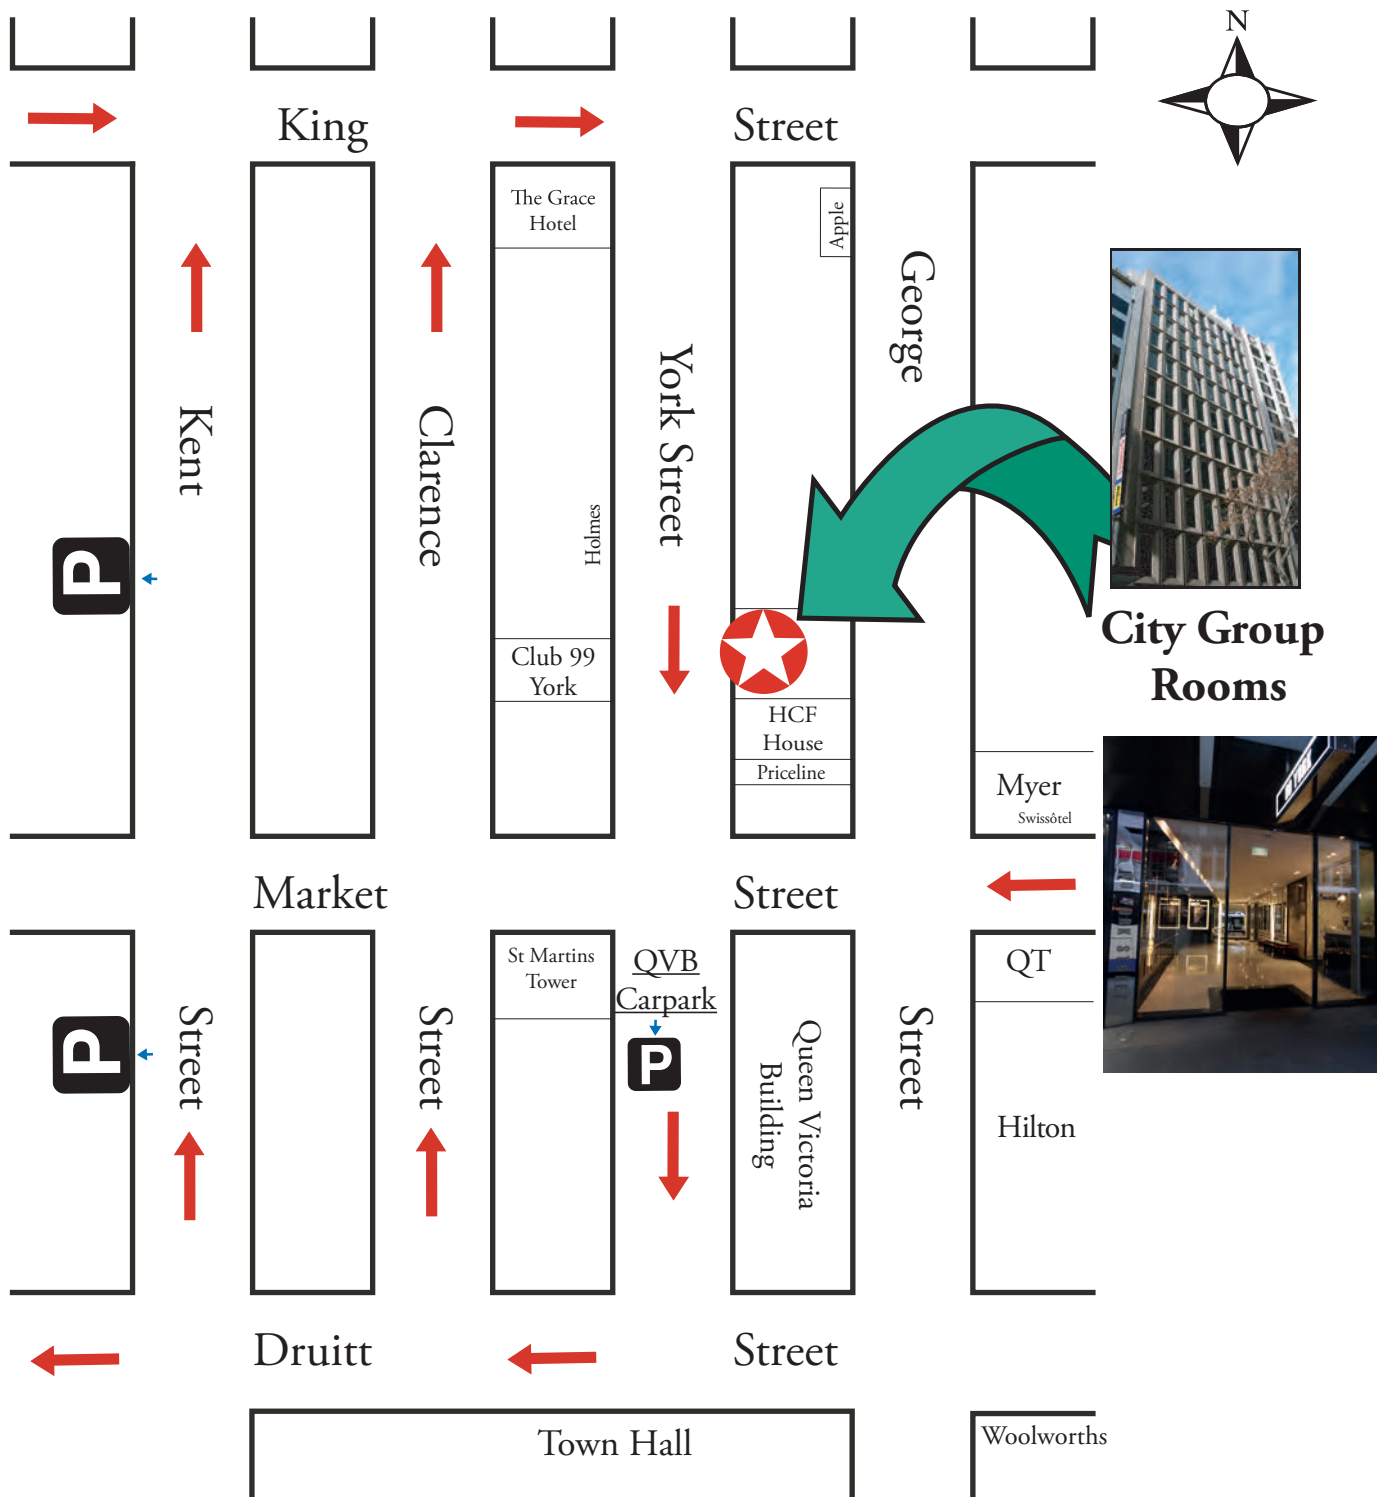 N
King Street
The Grace
Hotel
Apple
George
Kent
Clarence
York Street
Holmes
City Group
Rooms
Club 99
York
HCF
House
Priceline
Myer
Swissôtel
Market Street
St Martins
Tower
QVB
Carpark
QT
P
P
P
Street
Street
Street
Queen Victoria
Building
Hilton
Druitt Street
Town Hall
Woolworths